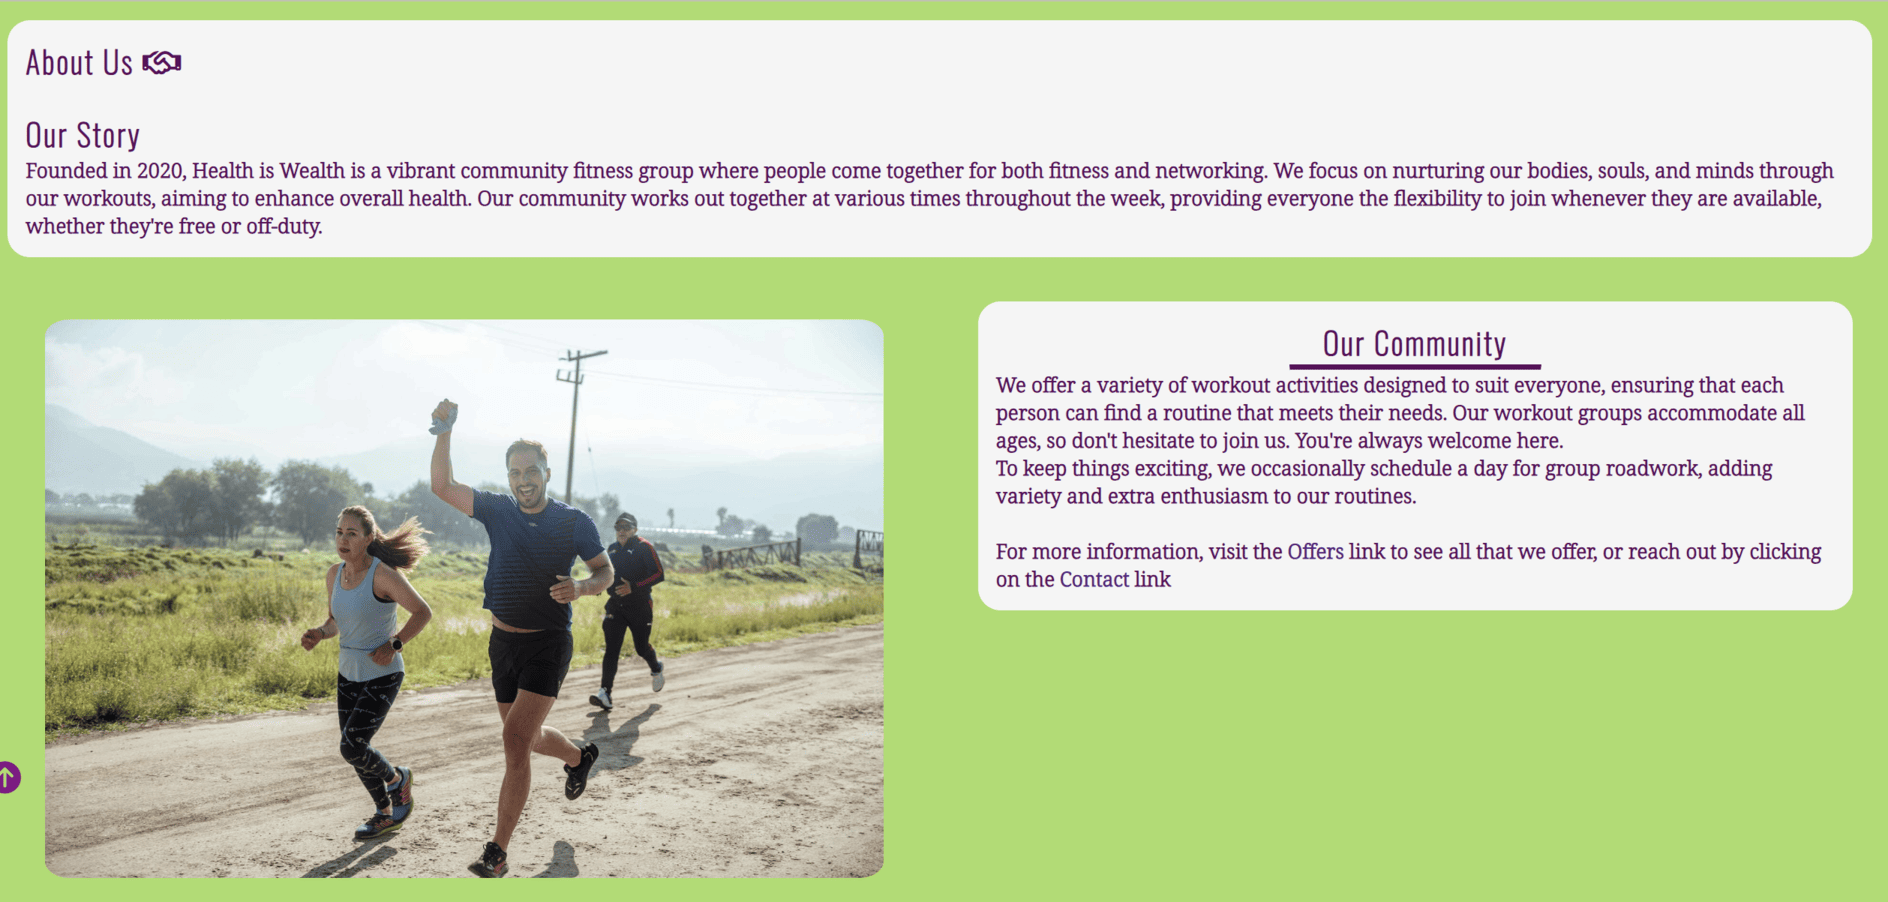 About Us
Our Story
Founded in 2020, Health is Wealth is a vibrant community fitness group where people come together for both fitness and networking. We focus on nurturing our bodies, souls, and minds through
our workouts, aiming to enhance overall health. Our community works out together at various times throughout the week, providing everyone the flexibility to join whenever they are available,
whether they're free or off-duty.
Our Community
We offer a variety of workout activities designed to suit everyone, ensuring that each
person can find a routine that meets their needs. Our workout groups accommodate all
ages, so don't hesitate to join us. You're always welcome here.
To keep things exciting, we occasionally schedule a day for group roadwork, adding
variety and extra enthusiasm to our routines.
For more information, visit the Offers link to see all that we offer, or reach out by clicking
on the Contact link